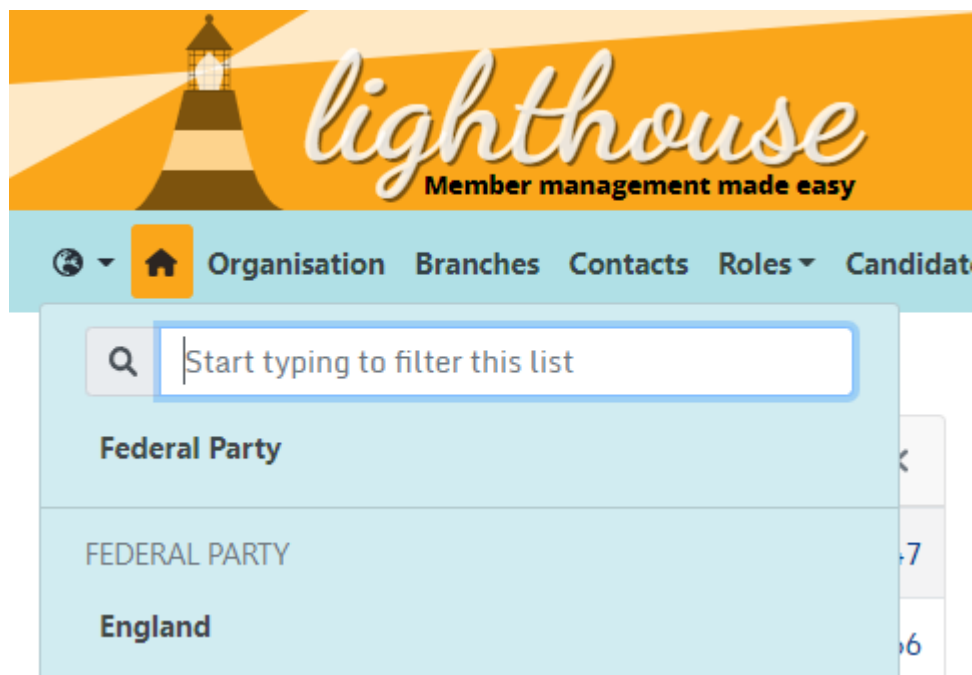 lighthouse
Member management made easy
Organisation Branches Contacts Roles
Start typing to filter this list
Federal Party
FEDERAL PARTY
England